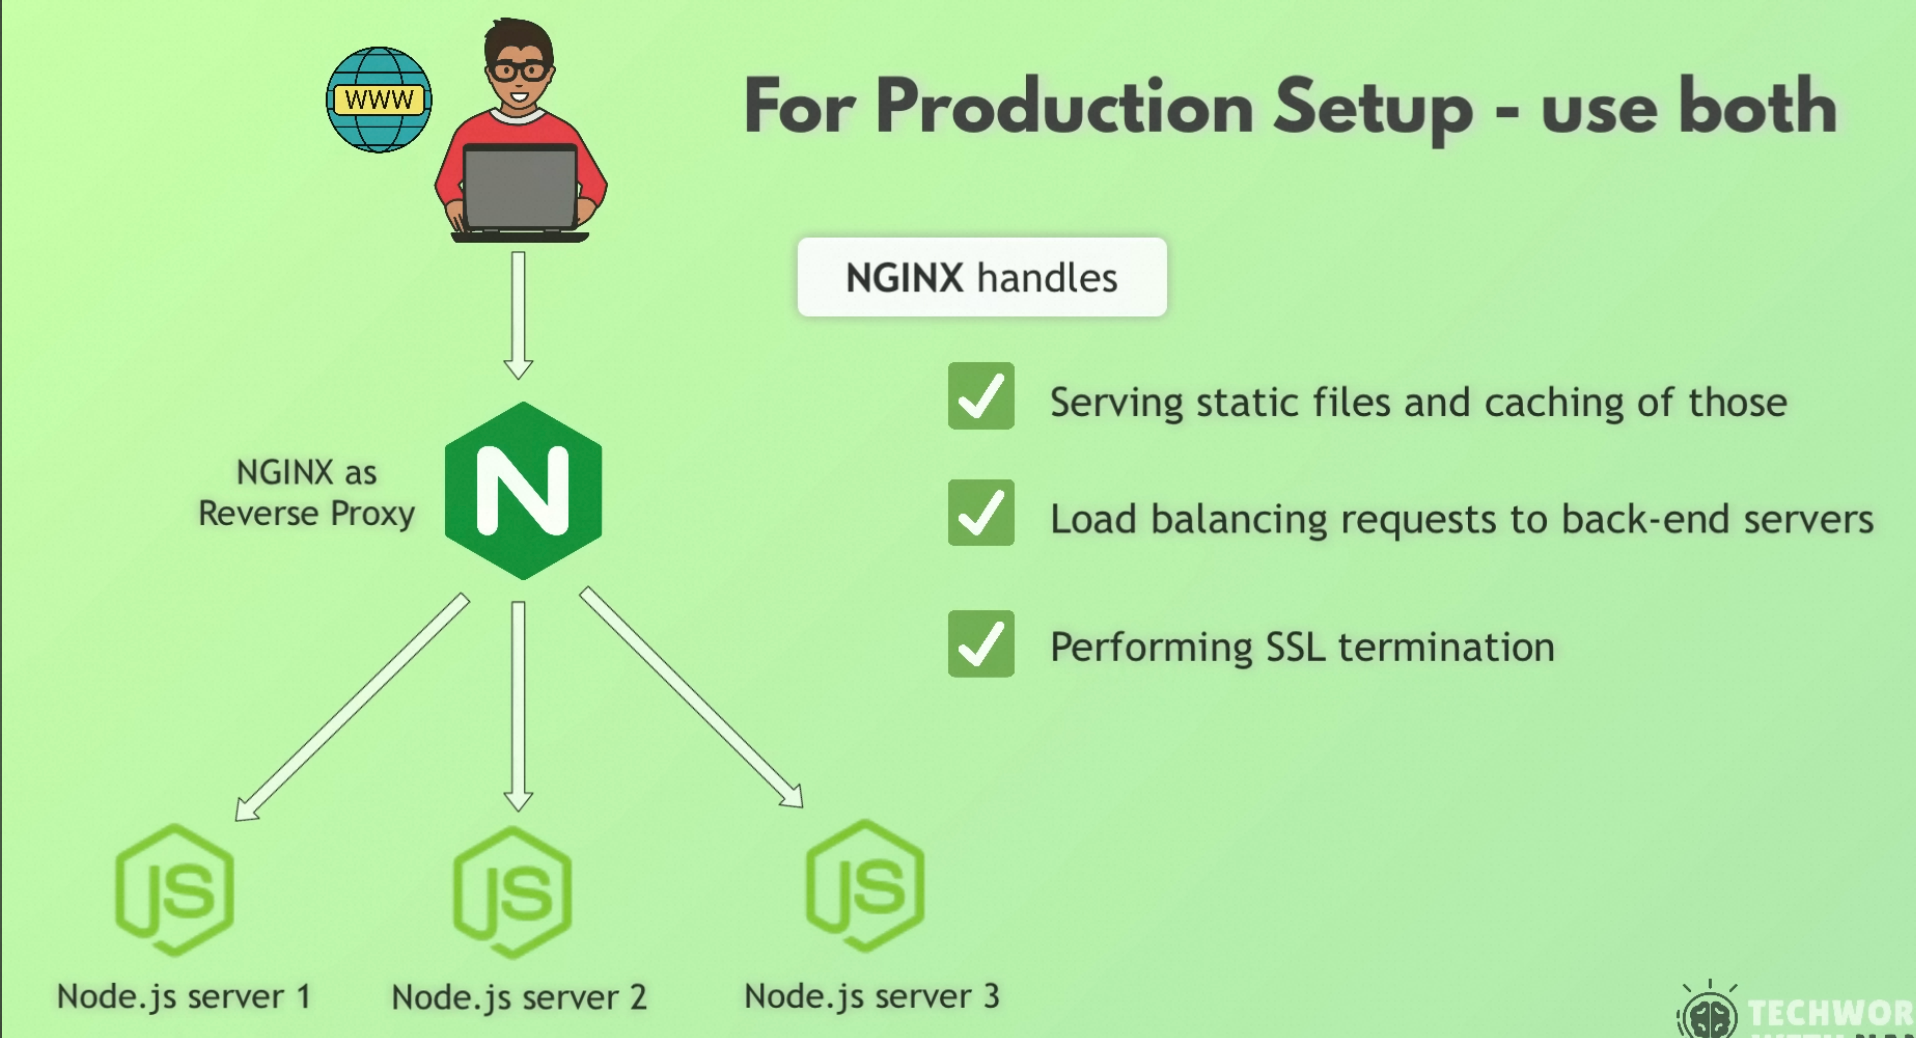 WWW
For Production Setup - use both
NGINX handles
Serving static files and caching of those
Load balancing requests to back-end servers
Performing SSL termination
NGINX as
Reverse Proxy
N
JS
JS
JS
Node.js server 1
Node.js server 2
Node.js server 3
TECHWOR